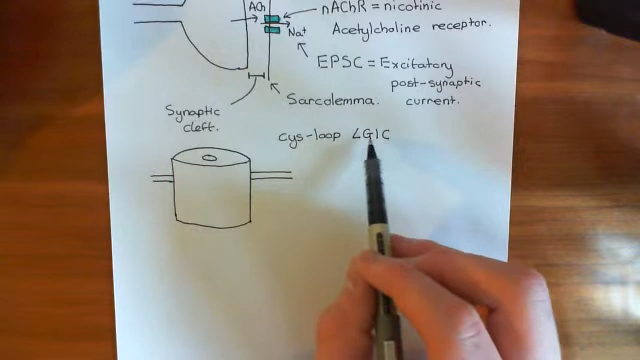 ACh
nAChR = nicotinic
Acetylcholine receptor.
Na+
EPSC = Excitatory
post-synaptic
current.
Sarcolemma.
Synaptic
cleft.
cys-loop LGIC